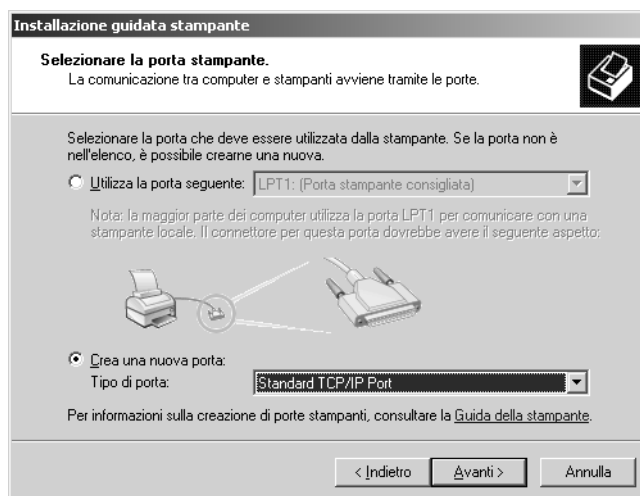 Installazione guidata stampante
Selezionare la porta stampante.
La comunicazione tra computer e stampanti avviene tramite le porte.
Selezionare la porta che deve essere utilizzata dalla stampante. Se la porta non è
nell'elenco, è possibile crearne una nuova.
Utilizza la porta seguente: LPT1: (Porta stampante consigliata)
Nota: la maggior parte dei computer utilizza la porta LPT1 per comunicare con una
stampante locale. Il connettore per questa porta dovrebbe avere il seguente aspetto:
Crea una nuova porta:
Tipo di porta: Standard TCP/IP Port
Per informazioni sulla creazione di porte stampanti, consultare la Guida della stampante.
< Indietro Avanti > Annulla